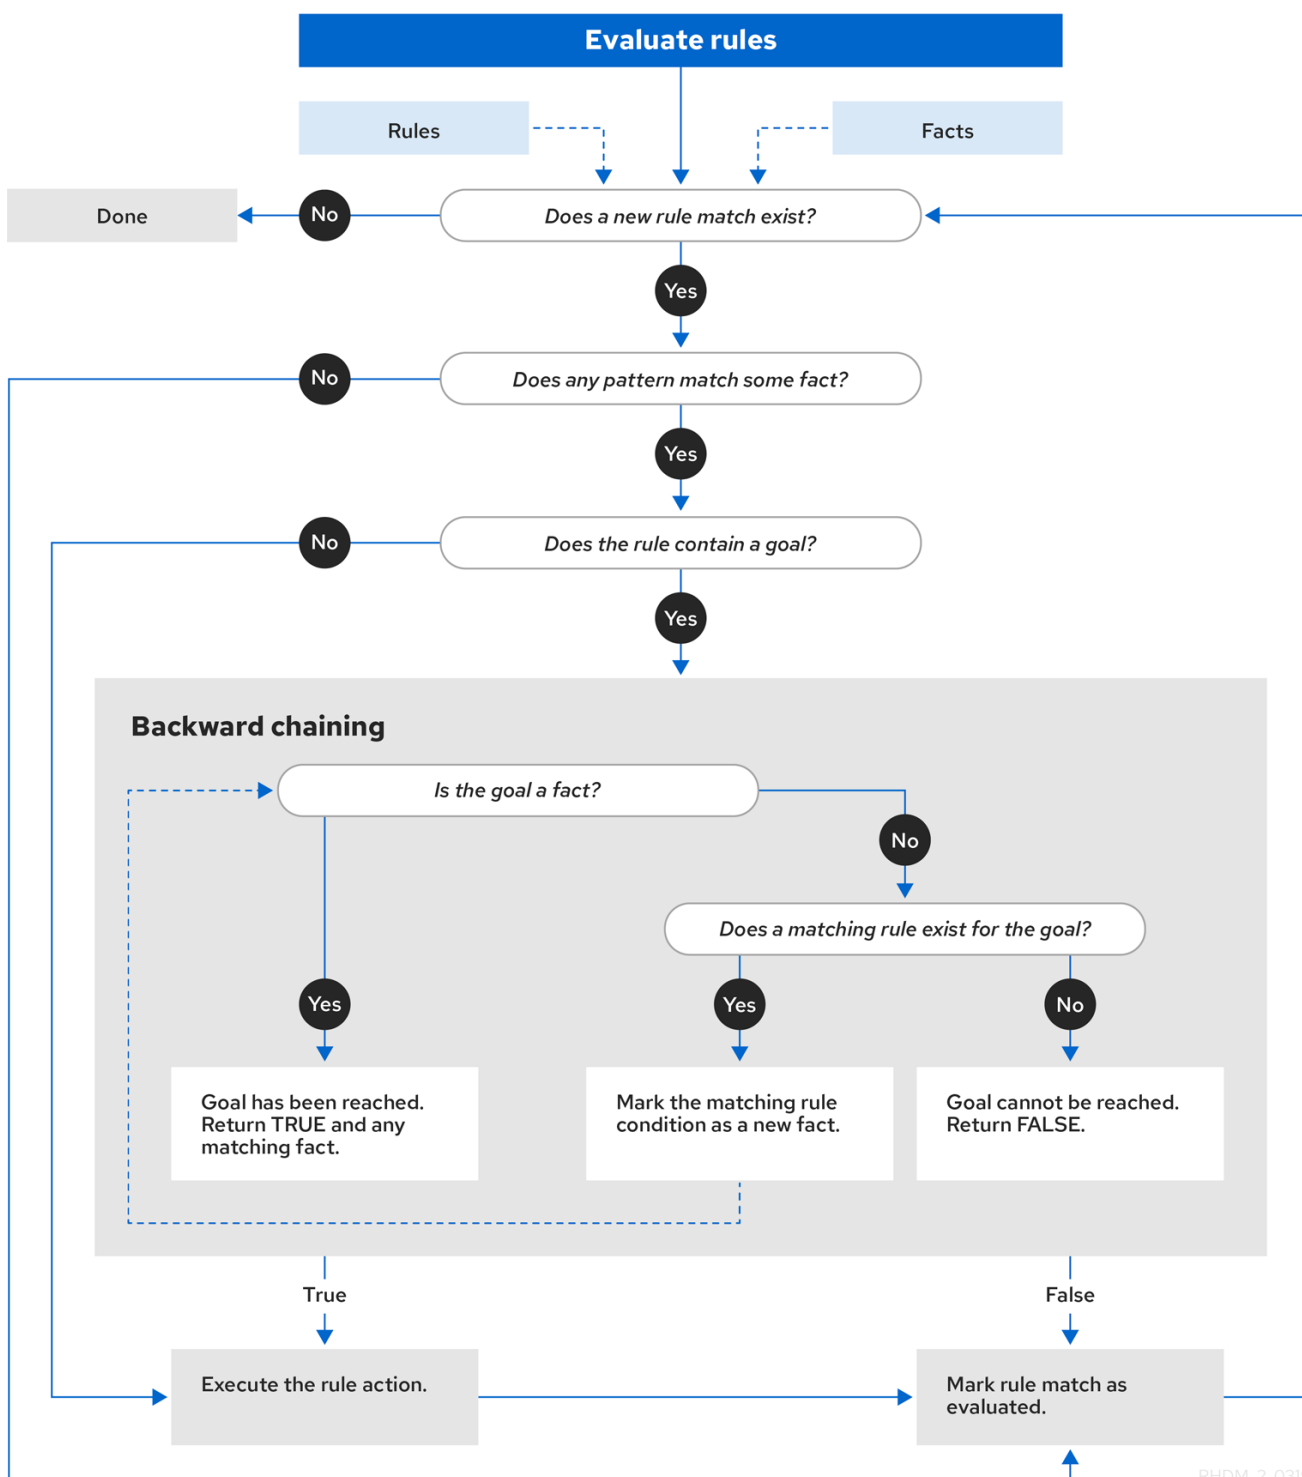 Evaluate rules
Rules
Facts
Done
No
Does a new rule match exist?
Yes
No
Does any pattern match some fact?
Yes
No
Does the rule contain a goal?
Yes
Backward chaining
Is the goal a fact?
No
Does a matching rule exist for the goal?
Yes
Yes
No
Goal has been reached.
Return TRUE and any
matching fact.
Mark the matching rule
condition as a new fact.
Goal cannot be reached.
Return FALSE.
True
False
Execute the rule action.
Mark rule match as
evaluated.